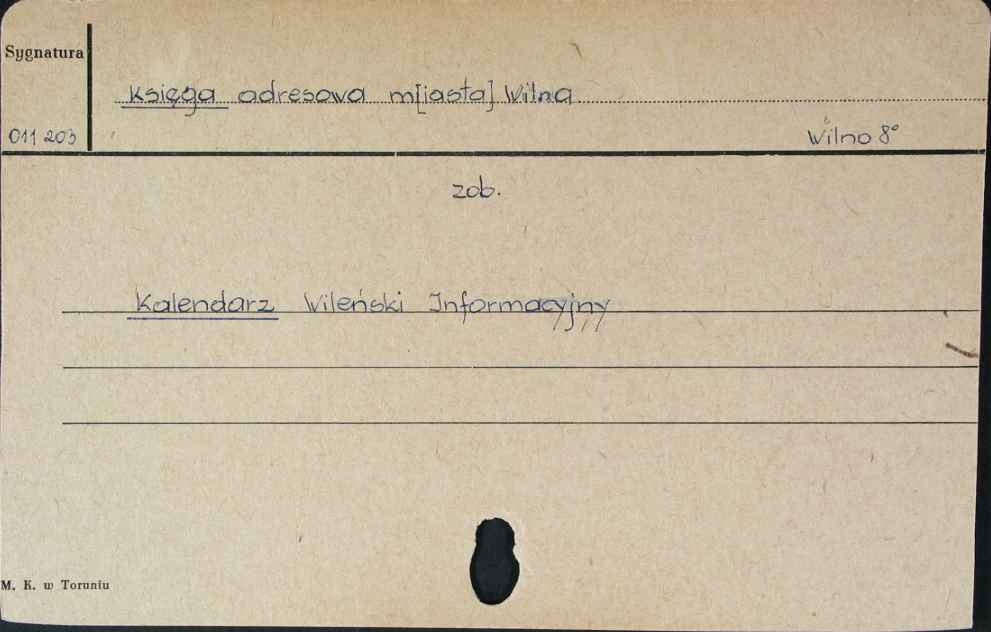 Sygnatura
Księga adresowa m[iasta] Wilna
011 203
Wilno 8°
zob.
Kalendarz Wileński Informacyjny
M. K. w Toruniu